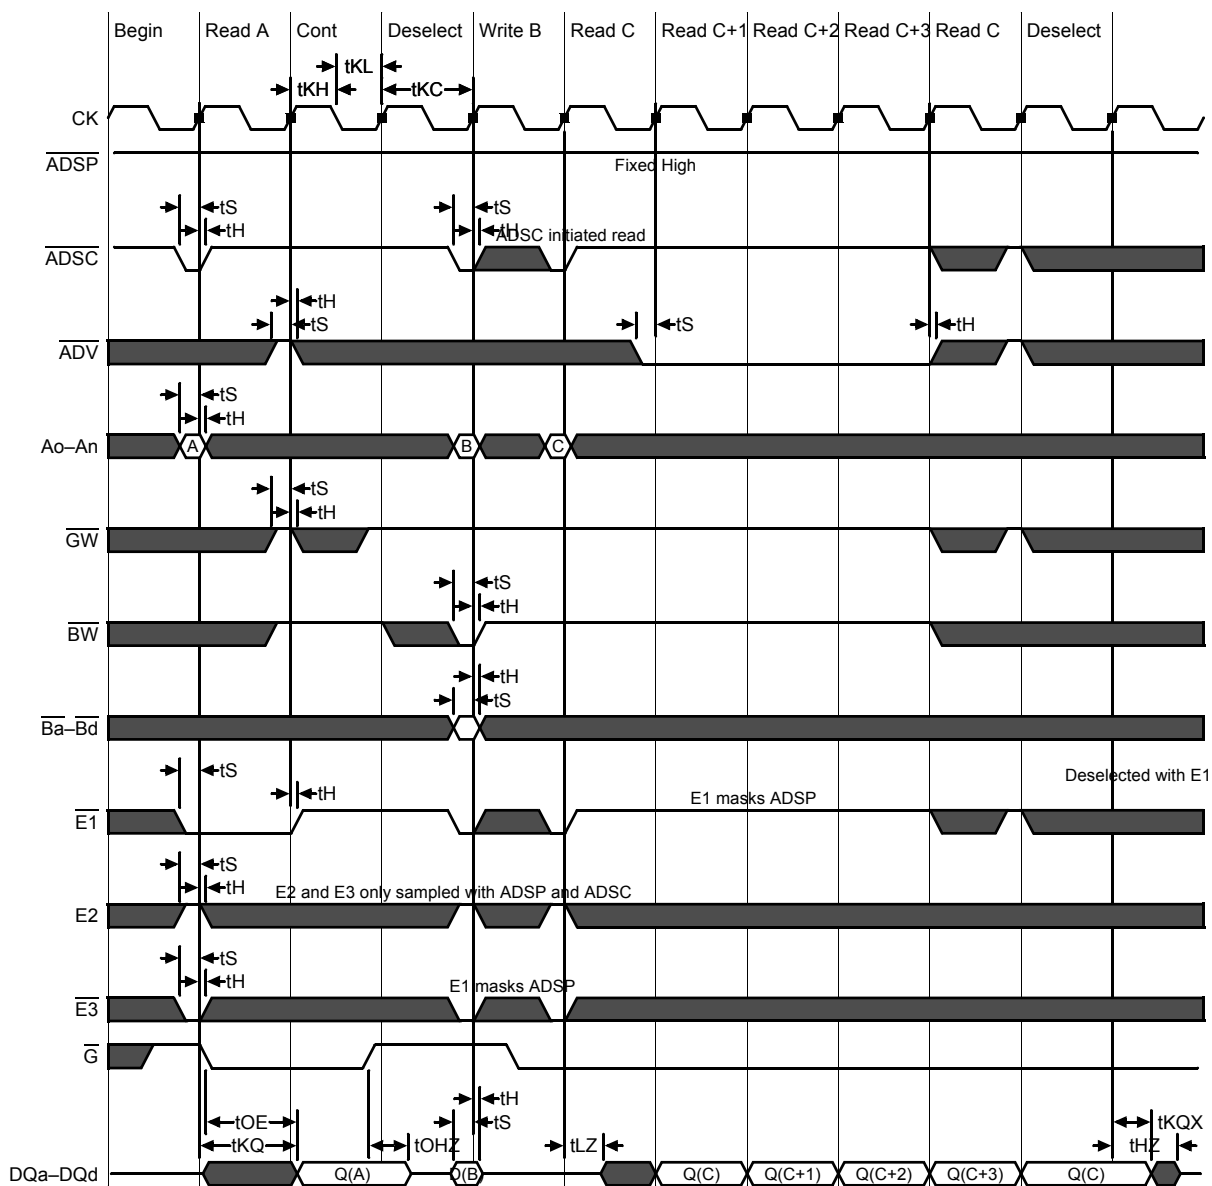 Begin Read A Cont Deselect Write B Read C Read C+1 Read C+2 Read C+3 Read C Deselect
tKL
tKH tKC
CK
ADSP
Fixed High
tS tS
tH tH
ADSC initiated read
ADSC
tH
tS tS tH
ADV
tS
tH
Ao–An A B C
tS
tH
GW
tS
tH
BW
tH
tS
Ba–Bd
tS Deselected with E1
tH
E1 masks ADSP
E1
tS
tH
E2 and E3 only sampled with ADSP and ADSC
E2
tS
tH
E1 masks ADSP
E3
G
tH
tOE tS tKQX
tKQ tOHZ tLZ tHZ
DQa–DQd Q(A) D(B) Q(C) Q(C+1) Q(C+2) Q(C+3) Q(C)